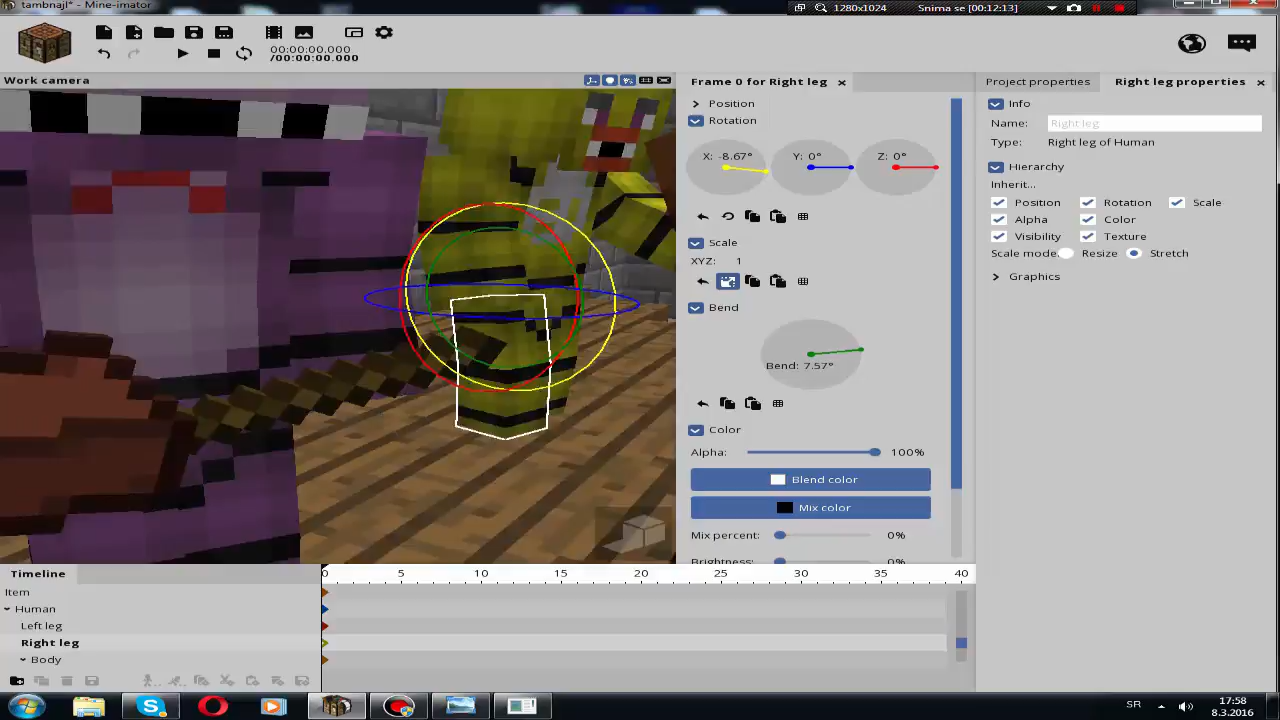 tambnajl* - Mine-imator
1280x1024
Snima se [00:12:13]
00:00:00.000
/00:00:00.000
Work camera
Frame 0 for Right leg
Project properties
Right leg properties
Position
Rotation
X: -8.67°
Y: 0°
Z: 0°
Scale
XYZ: 1
Bend
Bend: 7.57°
Color
Alpha: 100%
Blend color
Mix color
Mix percent: 0%
Brightness: 0%
Info
Name: Right leg
Type: Right leg of Human
Hierarchy
Inherit...
Position Rotation Scale
Alpha Color
Visibility Texture
Scale mode: Resize Stretch
Graphics
Timeline
0 5 10 15 20 25 30 35 40
Item
Human
Left leg
Right leg
Body
SR
17:58
8.3.2016